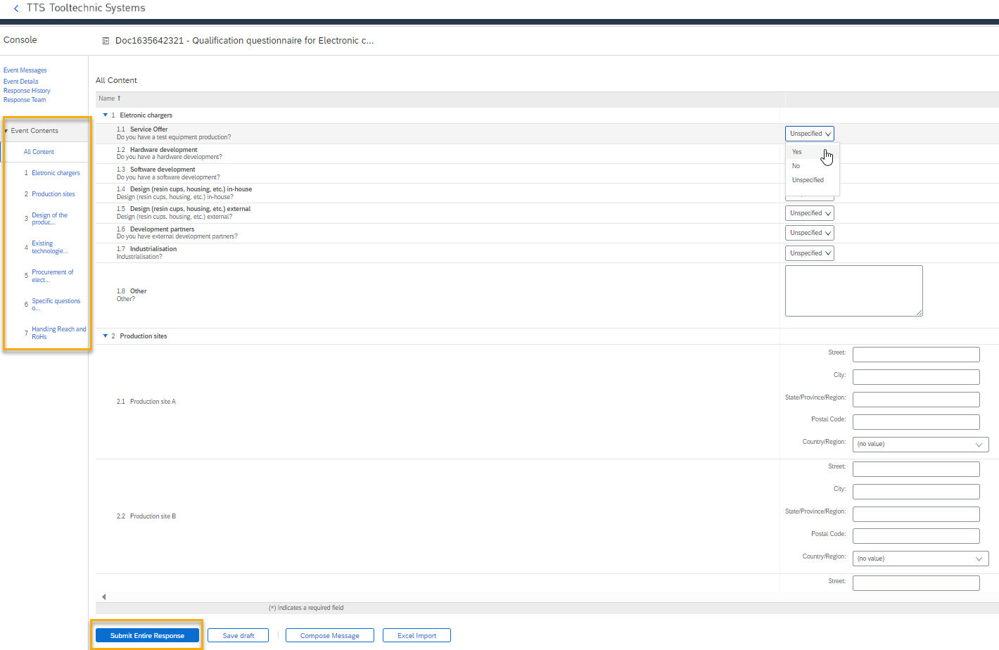 TTS Tooltechnic Systems
Console
Doc1635642321 - Qualification questionnaire for Electronic c...
Event Messages
Event Details
Response History
Response Team
Event Contents
All Content
1 Eletronic chargers
2 Production sites
3 Design of the
produc...
4 Existing
technologie...
5 Procurement of
elect...
6 Specific questions
o...
7 Handling Reach and
RoHs
All Content
Name ↑
1 Eletronic chargers
1.1 Service Offer
Do you have a test equipment production?
Unspecified
Yes
No
Unspecified
1.2 Hardware development
Do you have a hardware development?
1.3 Software development
Do you have a software development?
1.4 Design (resin cups, housing, etc.) in-house
Design (resin cups, housing, etc.) in-house?
1.5 Design (resin cups, housing, etc.) external
Design (resin cups, housing, etc.) external?
Unspecified
1.6 Development partners
Do you have external development partners?
Unspecified
1.7 Industrialisation
Industrialisation?
Unspecified
1.8 Other
Other?
2 Production sites
2.1 Production site A
Street:
City:
State/Province/Region:
Postal Code:
Country/Region: (no value)
2.2 Production site B
Street:
City:
State/Province/Region:
Postal Code:
Country/Region: (no value)
Street:
(*) indicates a required field
Submit Entire Response
Save draft
Compose Message
Excel Import